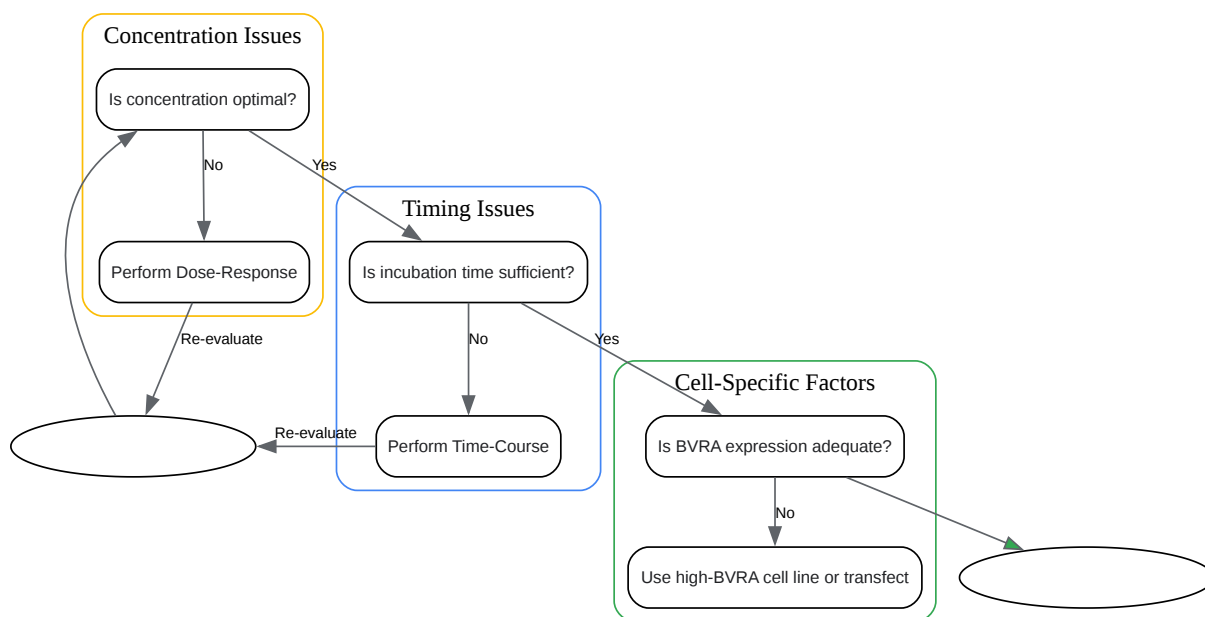 Concentration Issues
Is concentration optimal?
No
Yes
Perform Dose-Response
Re-evaluate
Timing Issues
Is incubation time sufficient?
No
Yes
Perform Time-Course
Re-evaluate
Cell-Specific Factors
Is BVRA expression adequate?
No
Use high-BVRA cell line or transfect